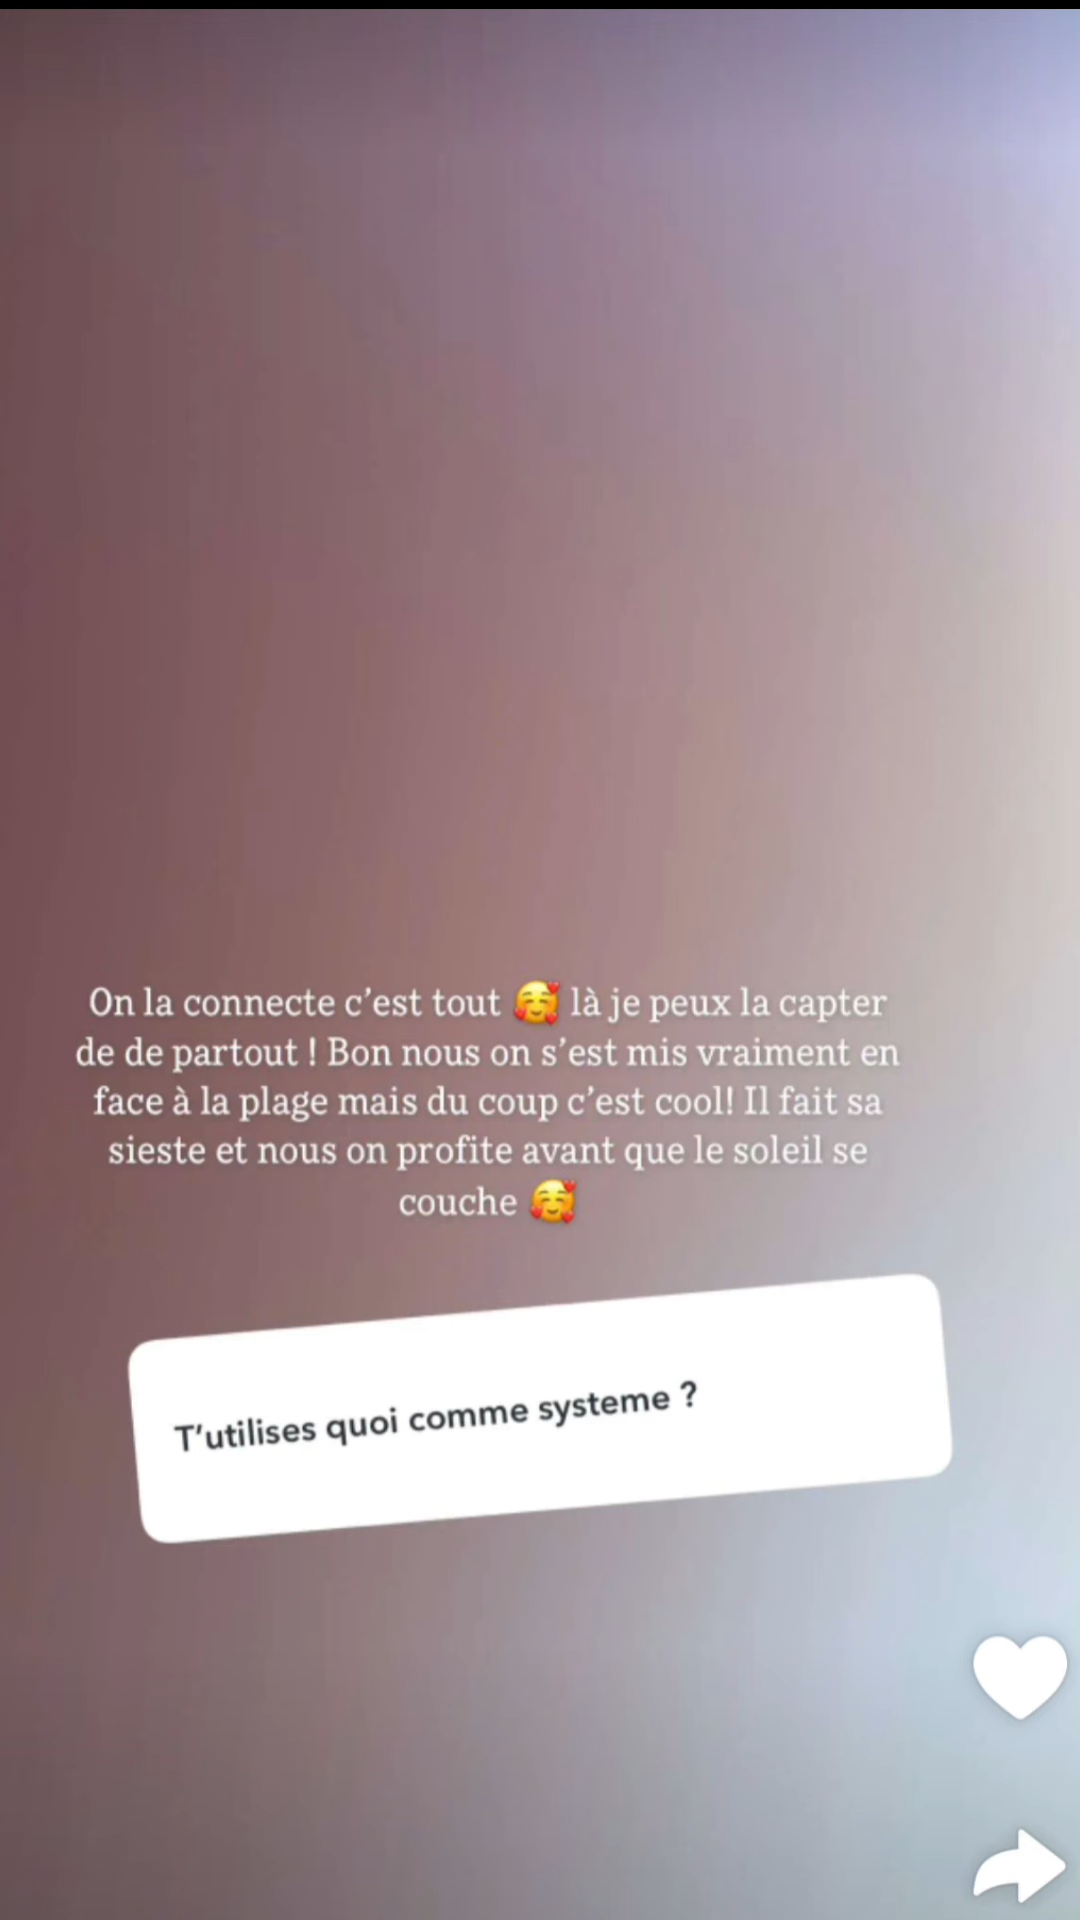 On la connecte c’est tout 🥰 là je peux la capter
de de partout ! Bon nous on s’est mis vraiment en
face à la plage mais du coup c’est cool! Il fait sa
sieste et nous on profite avant que le soleil se
couche 🥰
T’utilises quoi comme systeme ?